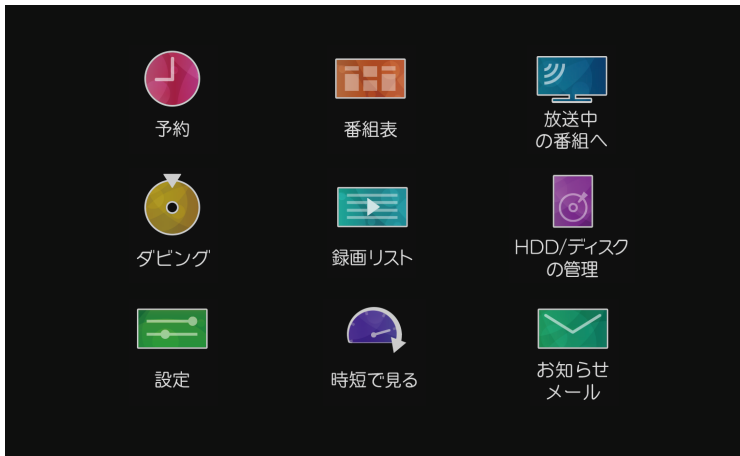 予約
番組表
放送中
の番組へ
ダビング
録画リスト
HDD/ディスク
の管理
設定
時短で見る
お知らせ
メール